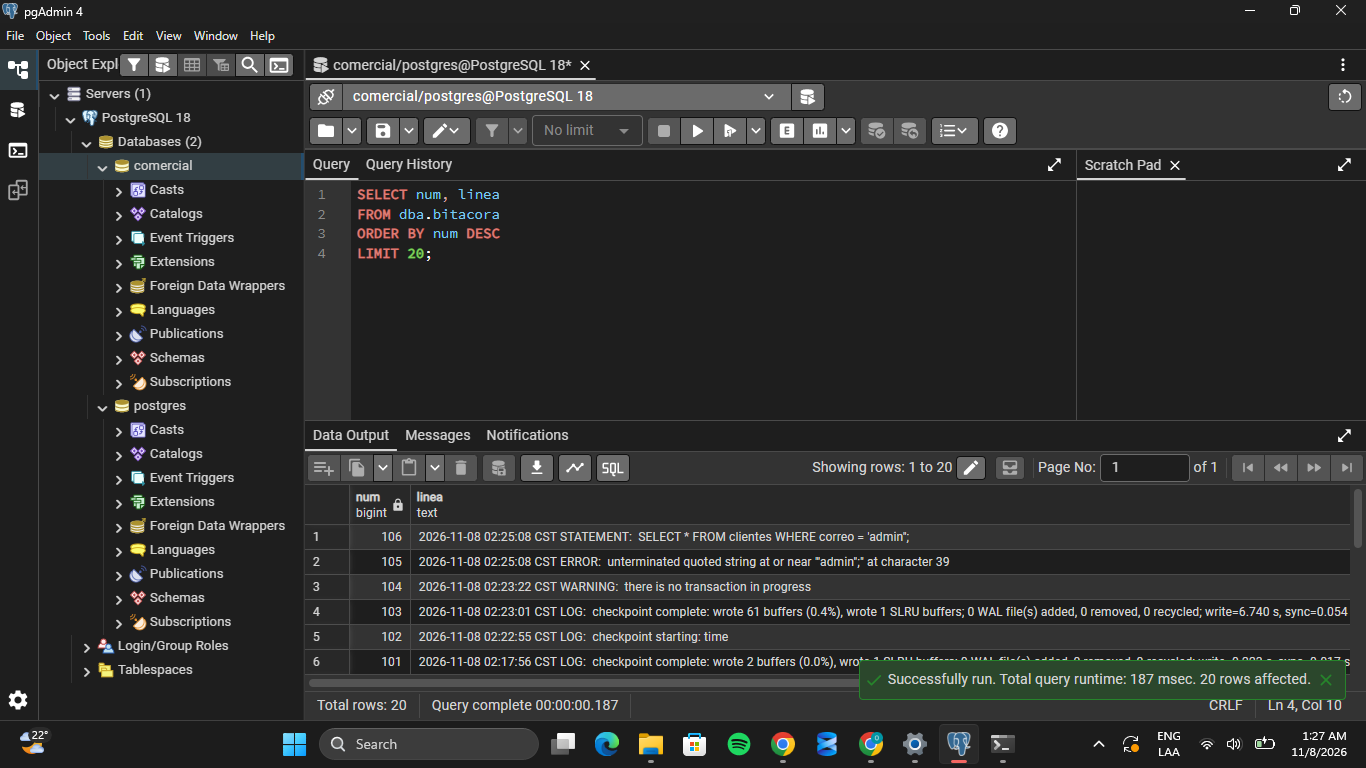 pgAdmin 4
File Object Tools Edit View Window Help
Object Expl
comercial/postgres@PostgreSQL 18*
Servers (1)
PostgreSQL 18
Databases (2)
comercial
Casts
Catalogs
Event Triggers
Extensions
Foreign Data Wrappers
Languages
Publications
Schemas
Subscriptions
postgres
Casts
Catalogs
Event Triggers
Extensions
Foreign Data Wrappers
Languages
Publications
Schemas
Subscriptions
Login/Group Roles
Tablespaces
comercial/postgres@PostgreSQL 18
No limit
E
Query Query History
Scratch Pad
1 SELECT num, linea
2 FROM dba.bitacora
3 ORDER BY num DESC
4 LIMIT 20;
Data Output Messages Notifications
SQL
Showing rows: 1 to 20
Page No: 1 of 1
num linea
bigint text
1 106 2026-11-08 02:25:08 CST STATEMENT: SELECT * FROM clientes WHERE correo = 'admin";
2 105 2026-11-08 02:25:08 CST ERROR: unterminated quoted string at or near "'admin";" at character 39
3 104 2026-11-08 02:23:22 CST WARNING: there is no transaction in progress
4 103 2026-11-08 02:23:01 CST LOG: checkpoint complete: wrote 61 buffers (0.4%), wrote 1 SLRU buffers; 0 WAL file(s) added, 0 removed, 0 recycled; write=6.740 s, sync=0.054
5 102 2026-11-08 02:22:55 CST LOG: checkpoint starting: time
6 101 2026-11-08 02:17:56 CST LOG: checkpoint complete: wrote 2 buffers (0.0%),
Successfully run. Total query runtime: 187 msec. 20 rows affected.
Total rows: 20 Query complete 00:00:00.187 CRLF Ln 4, Col 10
22°
Search
ENG
LAA
1:27 AM
11/8/2026